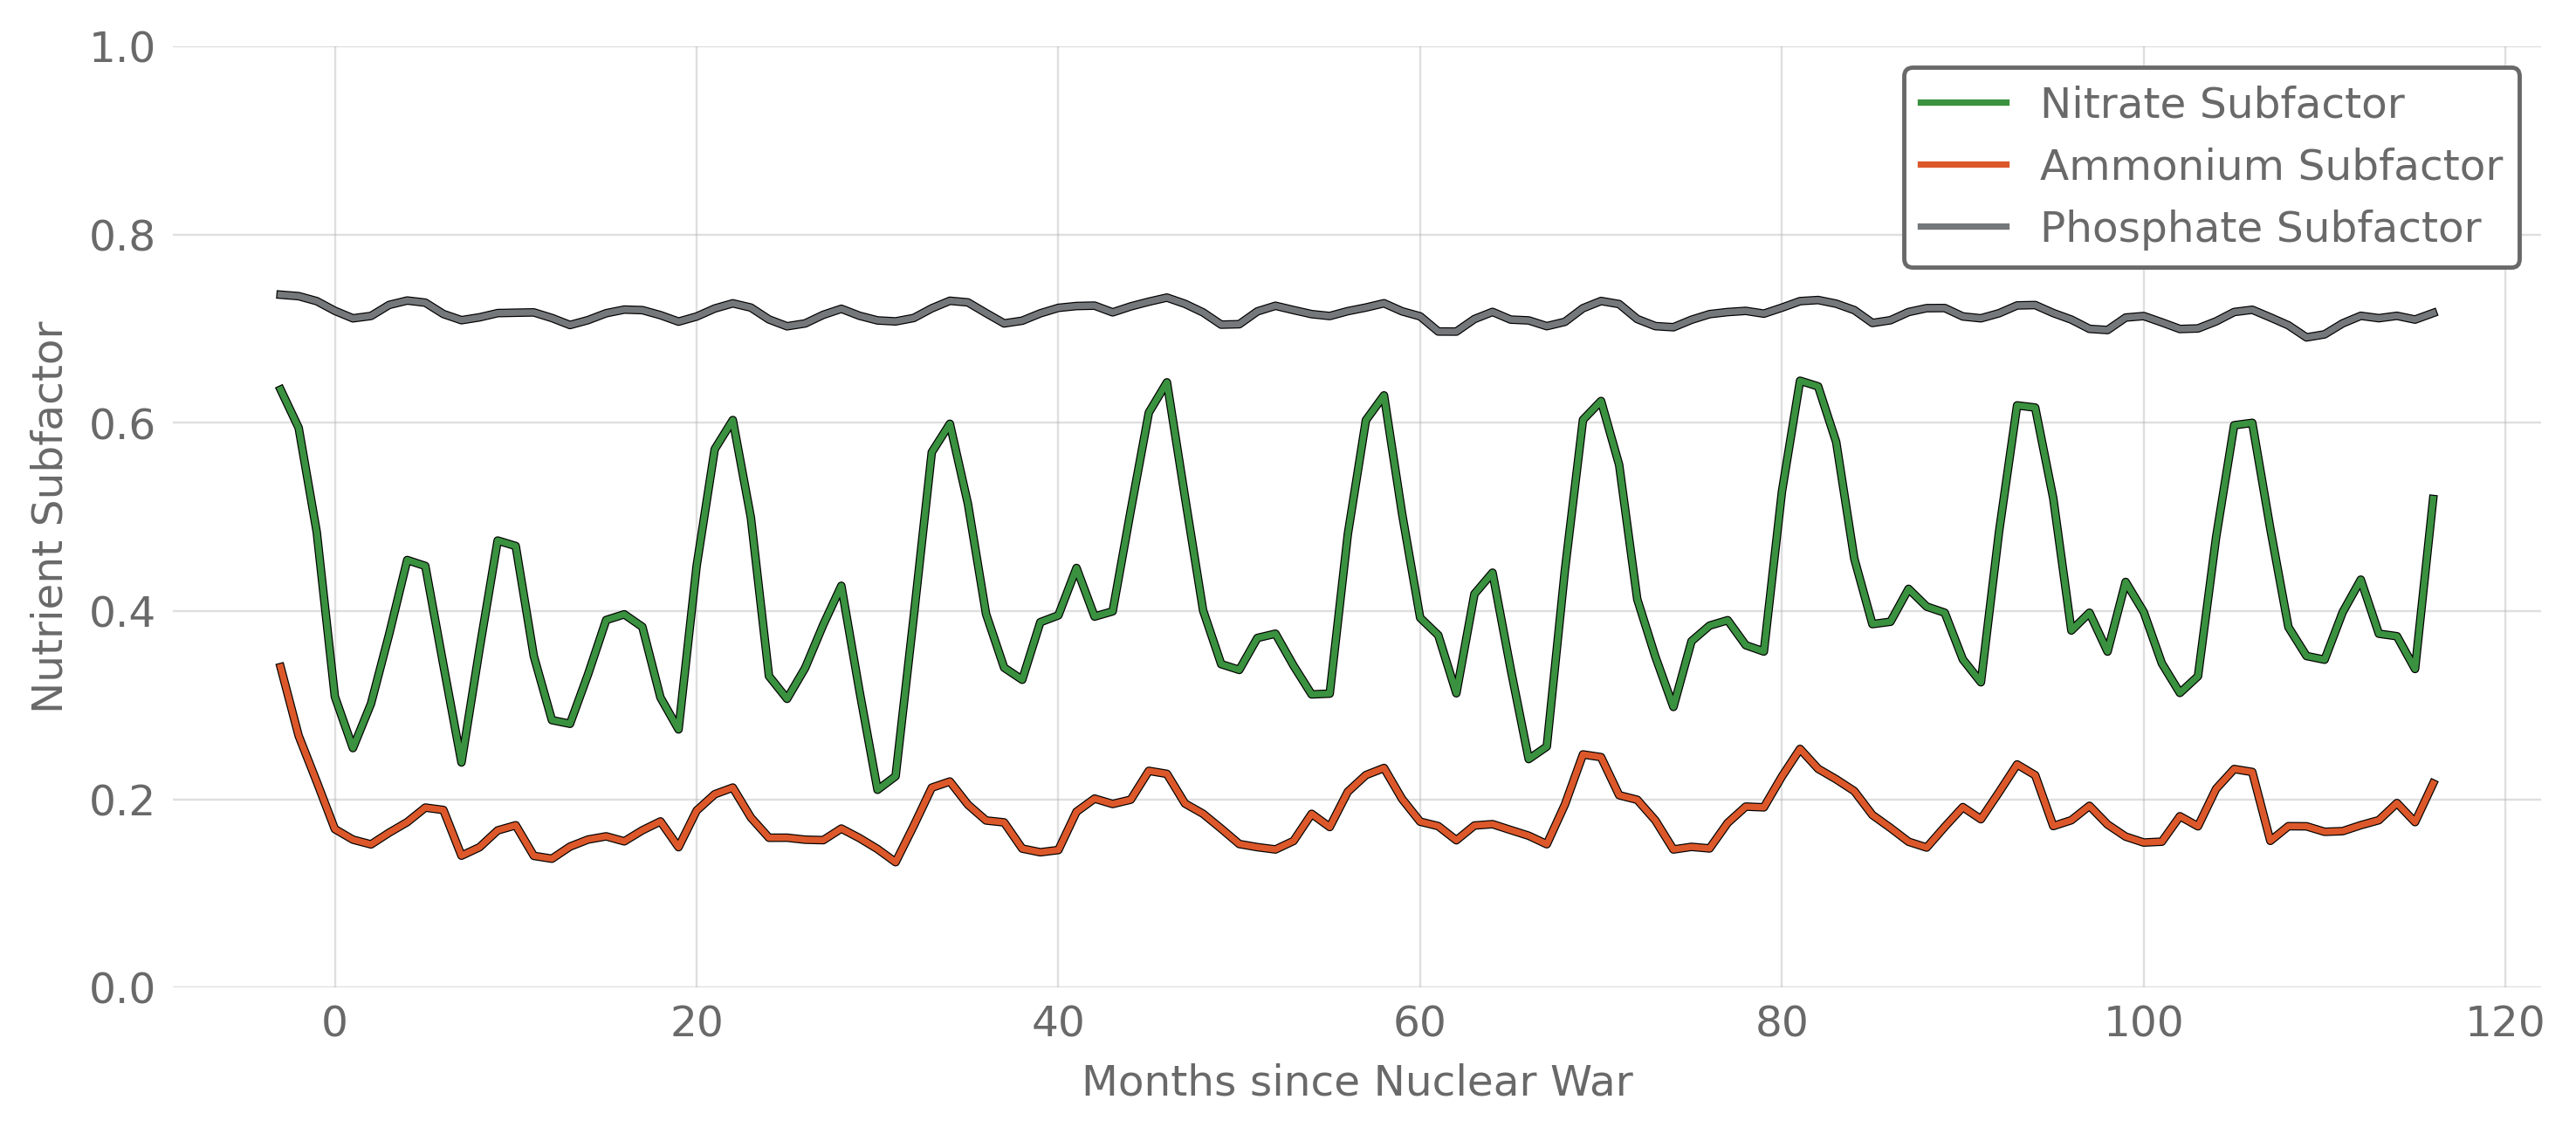 1.0
0.8
0.6
0.4
0.2
0.0
Nutrient Subfactor
Nitrate Subfactor
Ammonium Subfactor
Phosphate Subfactor
0 20 40 60 80 100 120
Months since Nuclear War